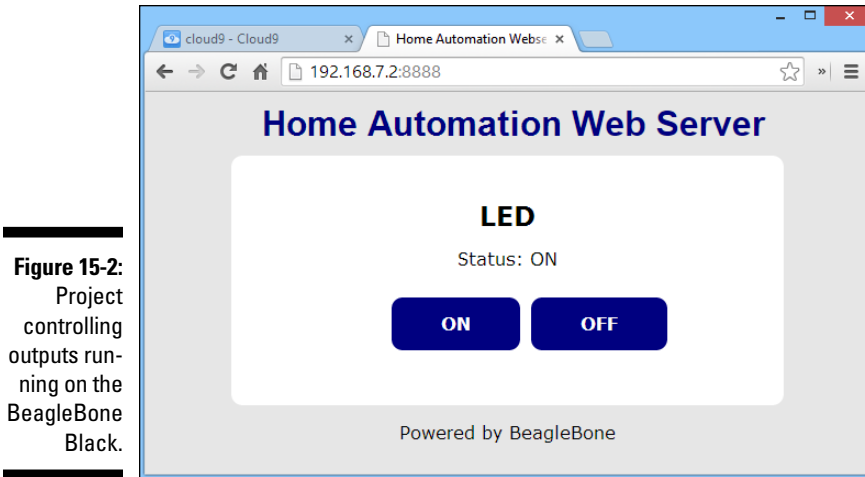 cloud9 - Cloud9
Home Automation Webse
192.168.7.2:8888
Home Automation Web Server
LED
Status: ON
ON OFF
Powered by BeagleBone
Figure 15-2:
Project
controlling
outputs run-
ning on the
BeagleBone
Black.